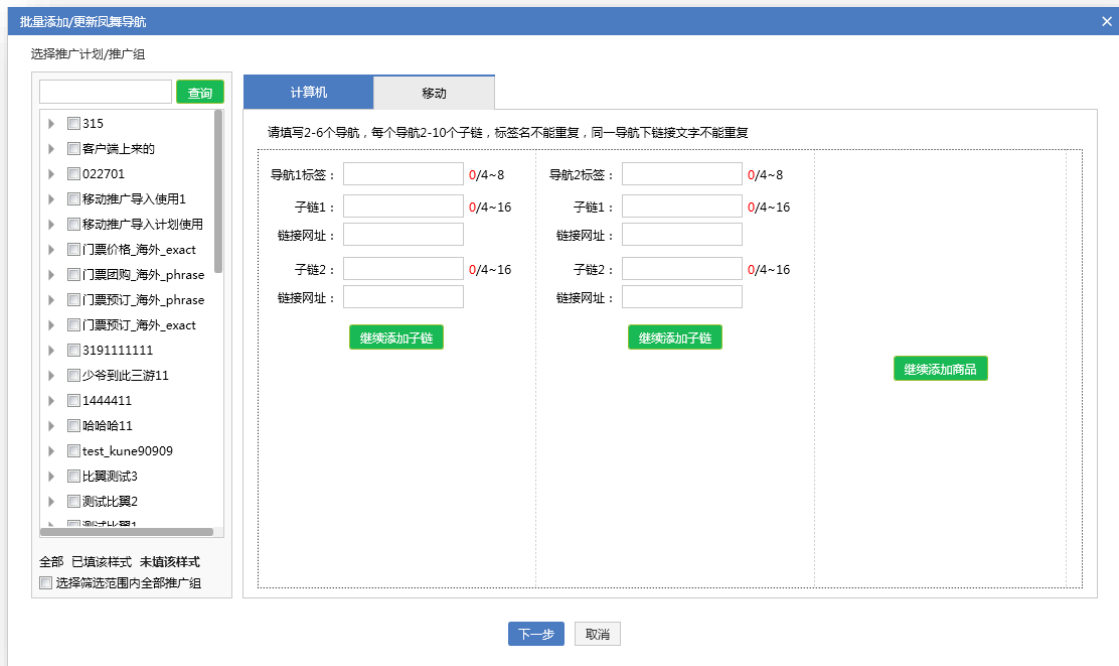 批量添加/更新凤舞导航
选择推广计划/推广组
查询
315
客户端上来的
022701
移动推广导入使用1
移动推广导入计划使用
门票价格_海外_exact
门票团购_海外_phrase
门票预订_海外_phrase
门票预订_海外_exact
3191111111
少爷到此三游11
1444411
哈哈哈11
test_kune90909
比翼测试3
测试比翼2
测试比翼1
全部 已填该样式 未填该样式
选择筛选范围内全部推广组
计算机 移动
请填写2-6个导航，每个导航2-10个子链，标签名不能重复，同一导航下链接文字不能重复
导航1标签： 0/4~8
子链1： 0/4~16
链接网址：
子链2： 0/4~16
链接网址：
继续添加子链
导航2标签： 0/4~8
子链1： 0/4~16
链接网址：
子链2： 0/4~16
链接网址：
继续添加子链
继续添加商品
下一步 取消